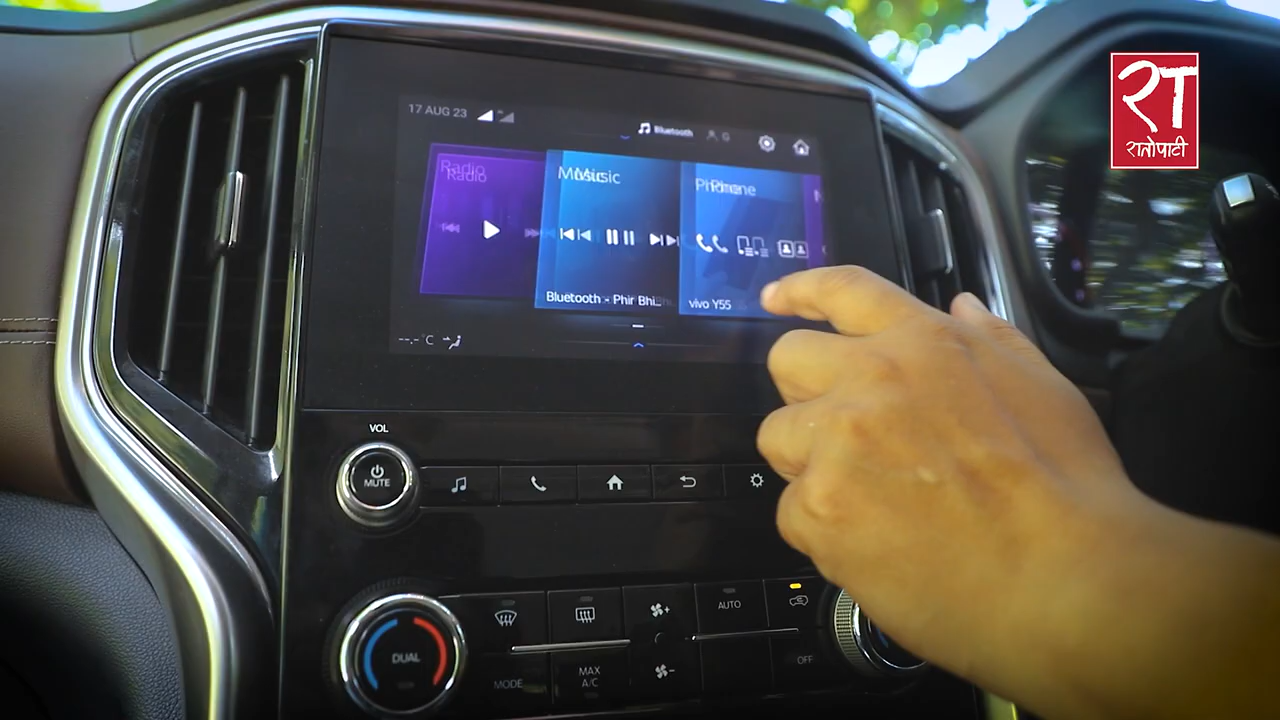 रात
रातोपाटी
17 AUG 23
Bluetooth
G
Radio
Music
Phone
Bluetooth - Phir Bhi...
vivo Y55
--.-°C
VOL
MUTE
AUTO
DUAL
MODE
MAX
A/C
OFF